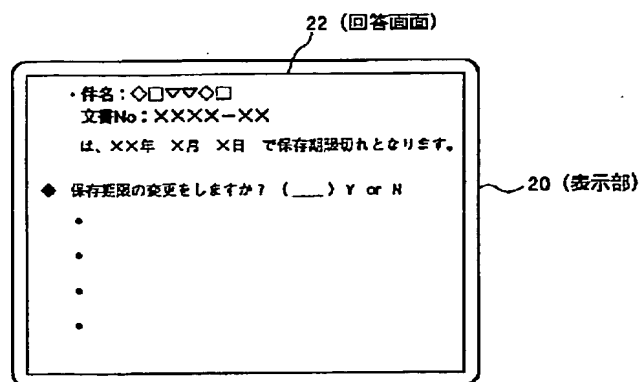 22 (回答画面)
・件名:◇□▽▽◇□
文書No:××××-××
は、××年 ×月 ×日 で保存期限切れとなります。
◆ 保存期限の変更をしますか? (___) Y or N
20 (表示部)
•
•
•
•